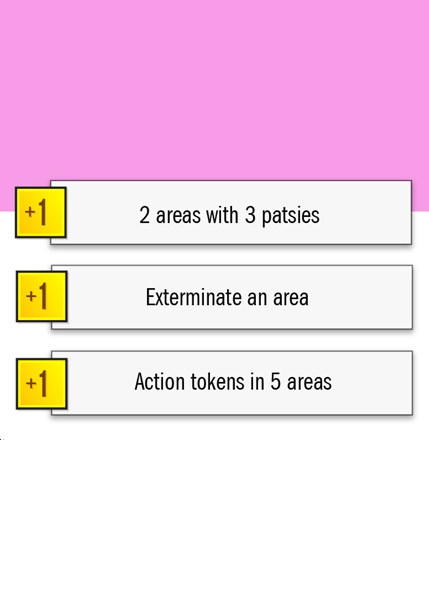 +1 2 areas with 3 patsies
+1 Exterminate an area
+1 Action tokens in 5 areas